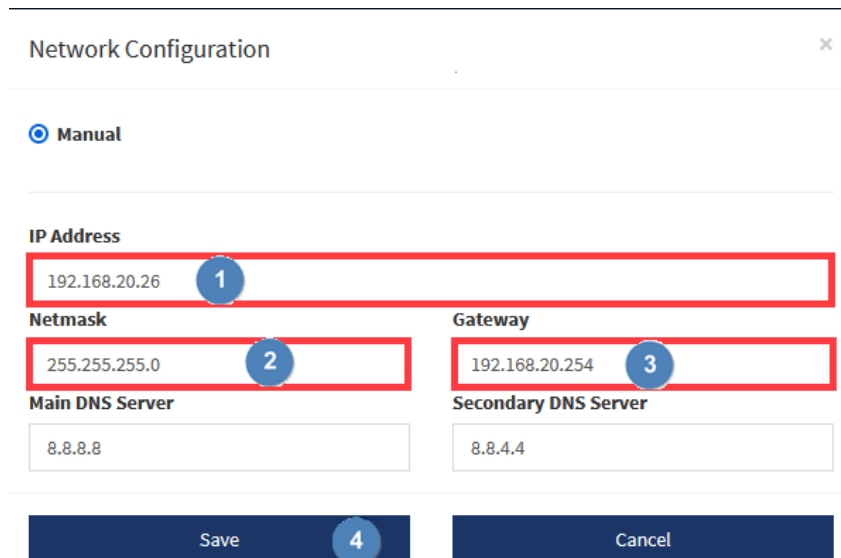 Network Configuration ×
Manual
IP Address
192.168.20.26 1
Netmask Gateway
255.255.255.0 2 192.168.20.254 3
Main DNS Server Secondary DNS Server
8.8.8.8 8.8.4.4
Save 4 Cancel